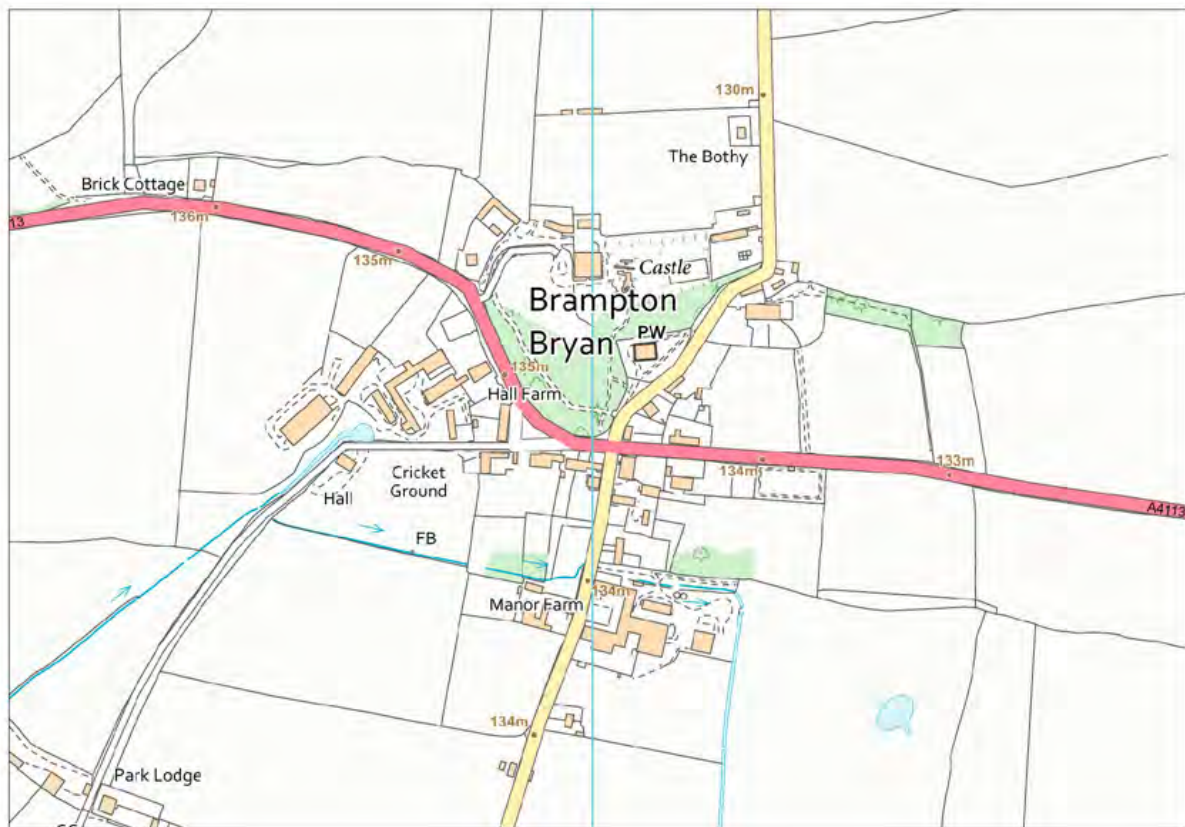 130m
The Bothy
Brick Cottage
13
136m
135m
Castle
Brampton
Bryan
PW
135m
Hall Farm
Cricket
Ground
134m
133m
A4113
Hall
FB
Manor Farm
134m
134m
Park Lodge